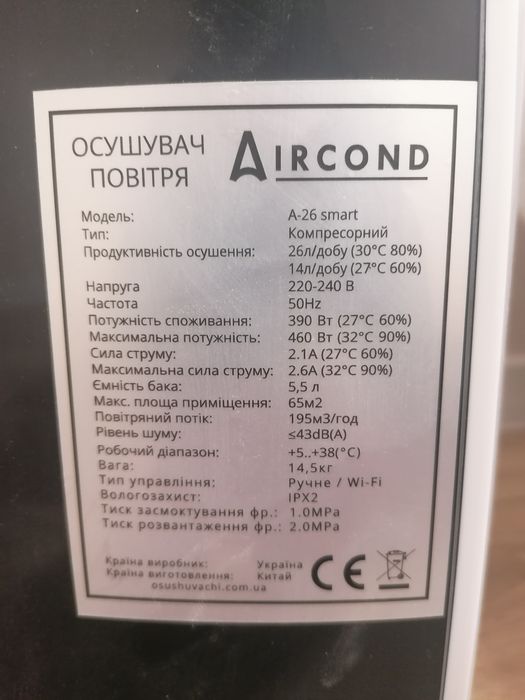 ОСУШУВАЧ ПОВІТРЯ
AIRCOND
Модель: A-26 smart
Тип: Компресорний
Продуктивність осушення: 26л/добу (30°C 80%)
14л/добу (27°C 60%)
Напруга 220-240 В
Частота 50Hz
Потужність споживання: 390 Вт (27°C 60%)
Максимальна потужність: 460 Вт (32°C 90%)
Сила струму: 2.1A (27°C 60%)
Максимальна сила струму: 2.6A (32°C 90%)
Ємність бака: 5,5 л
Макс. площа приміщення: 65м2
Повітряний потік: 195м3/год
Рівень шуму: ≤43dB(A)
Робочий діапазон: +5..+38(°C)
Вага: 14,5кг
Тип управління: Ручне / Wi-Fi
Вологозахист: IPX2
Тиск засмоктування фр.: 1.0MPa
Тиск розвантаження фр.: 2.0MPa
Країна виробник: Україна
Країна виготовлення: Китай
osushuvachi.com.ua
CE